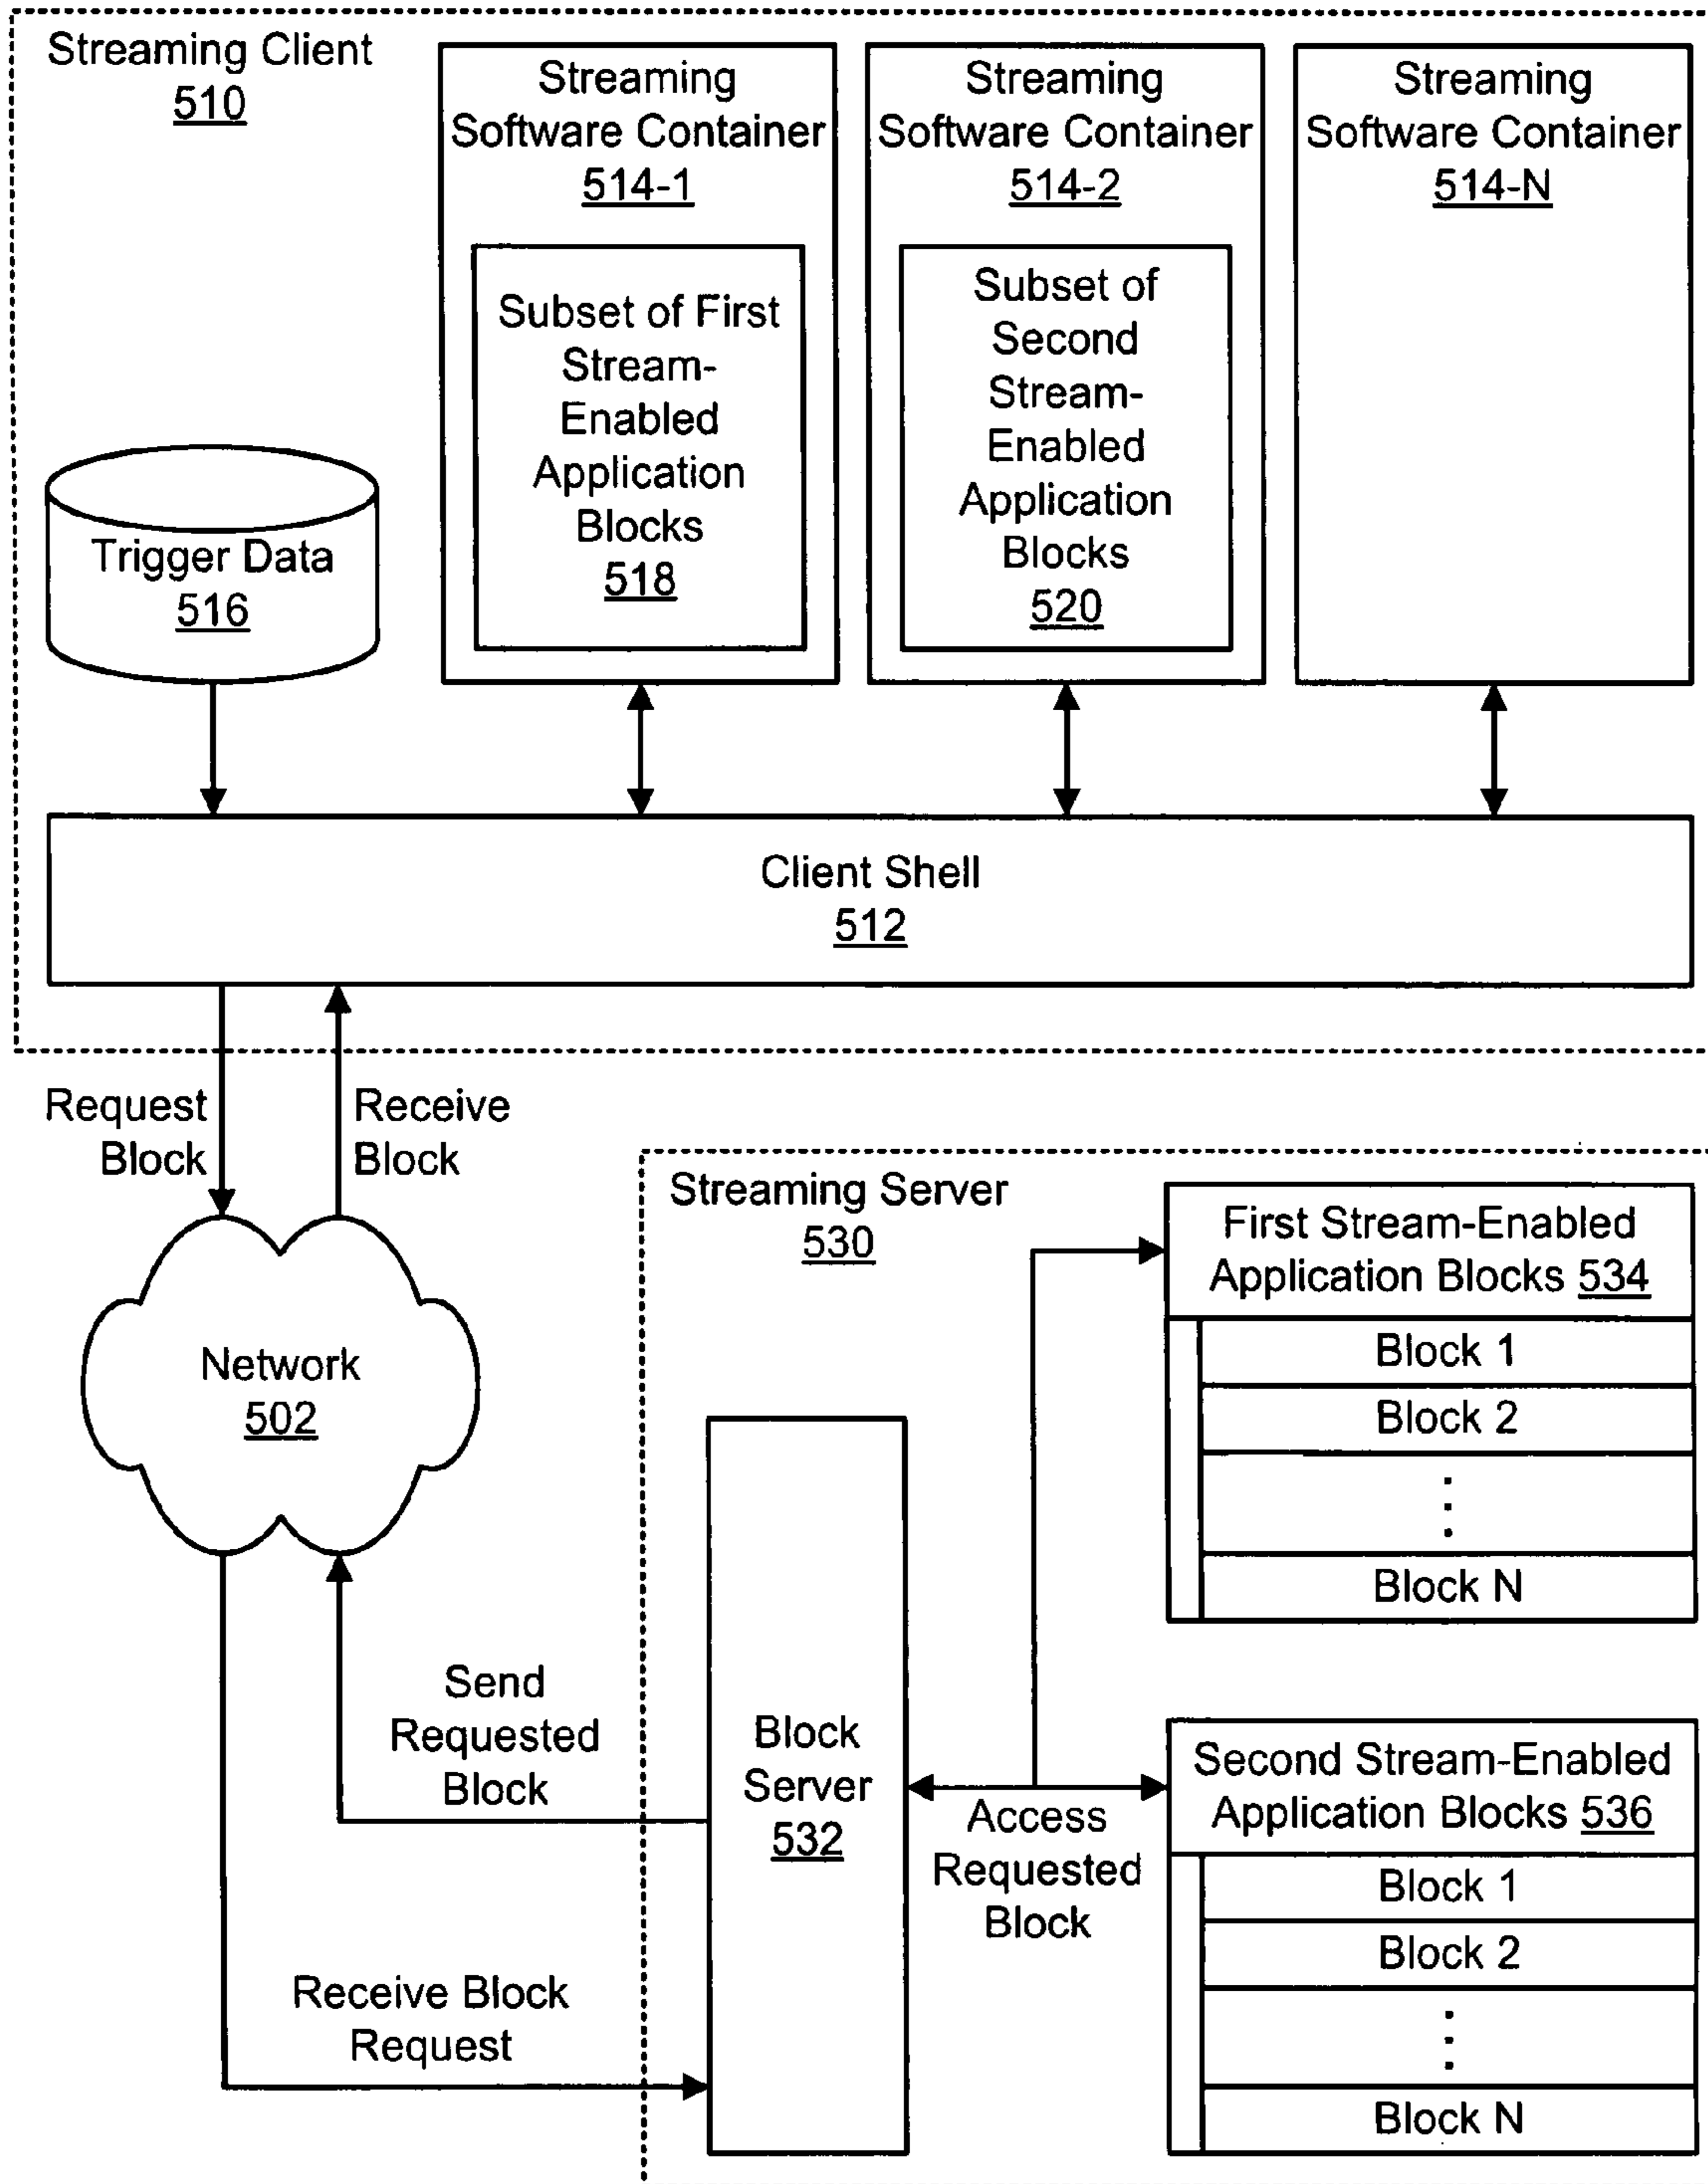 Streaming Client
510
Streaming
Software Container
514-1
Subset of First
Stream-
Enabled
Application
Blocks
518
Streaming
Software Container
514-2
Subset of
Second
Stream-
Enabled
Application
Blocks
520
Streaming
Software Container
514-N
Trigger Data
516
Client Shell
512
Request
Block
Receive
Block
Network
502
Streaming Server
530
First Stream-Enabled
Application Blocks 534
Block 1
Block 2
Block N
Send
Requested
Block
Block
Server
532
Access
Requested
Block
Second Stream-Enabled
Application Blocks 536
Block 1
Block 2
Block N
Receive Block
Request